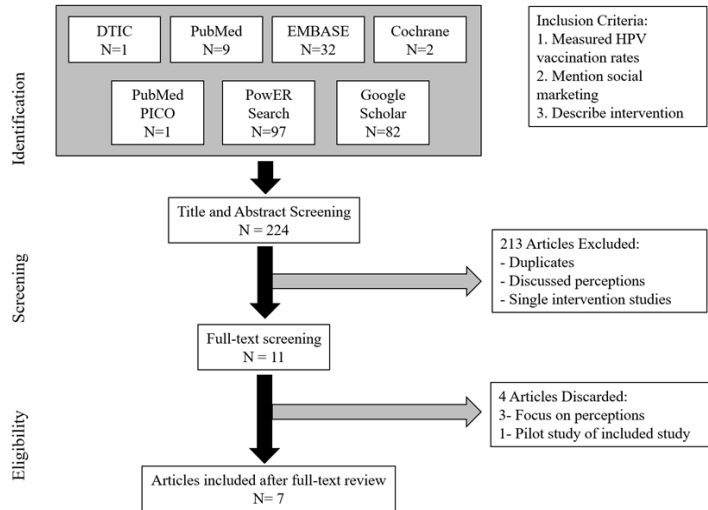 DTIC
N=1
PubMed
N=9
EMBASE
N=32
Cochrane
N=2
PubMed
PICO
N=1
PowER
Search
N=97
Google
Scholar
N=82
Inclusion Criteria:
1. Measured HPV
vaccination rates
2. Mention social
marketing
3. Describe intervention
Identification
Title and Abstract Screening
N = 224
Screening
213 Articles Excluded:
- Duplicates
- Discussed perceptions
- Single intervention studies
Full-text screening
N = 11
Eligibility
4 Articles Discarded:
3- Focus on perceptions
1- Pilot study of included study
Articles included after full-text review
N= 7